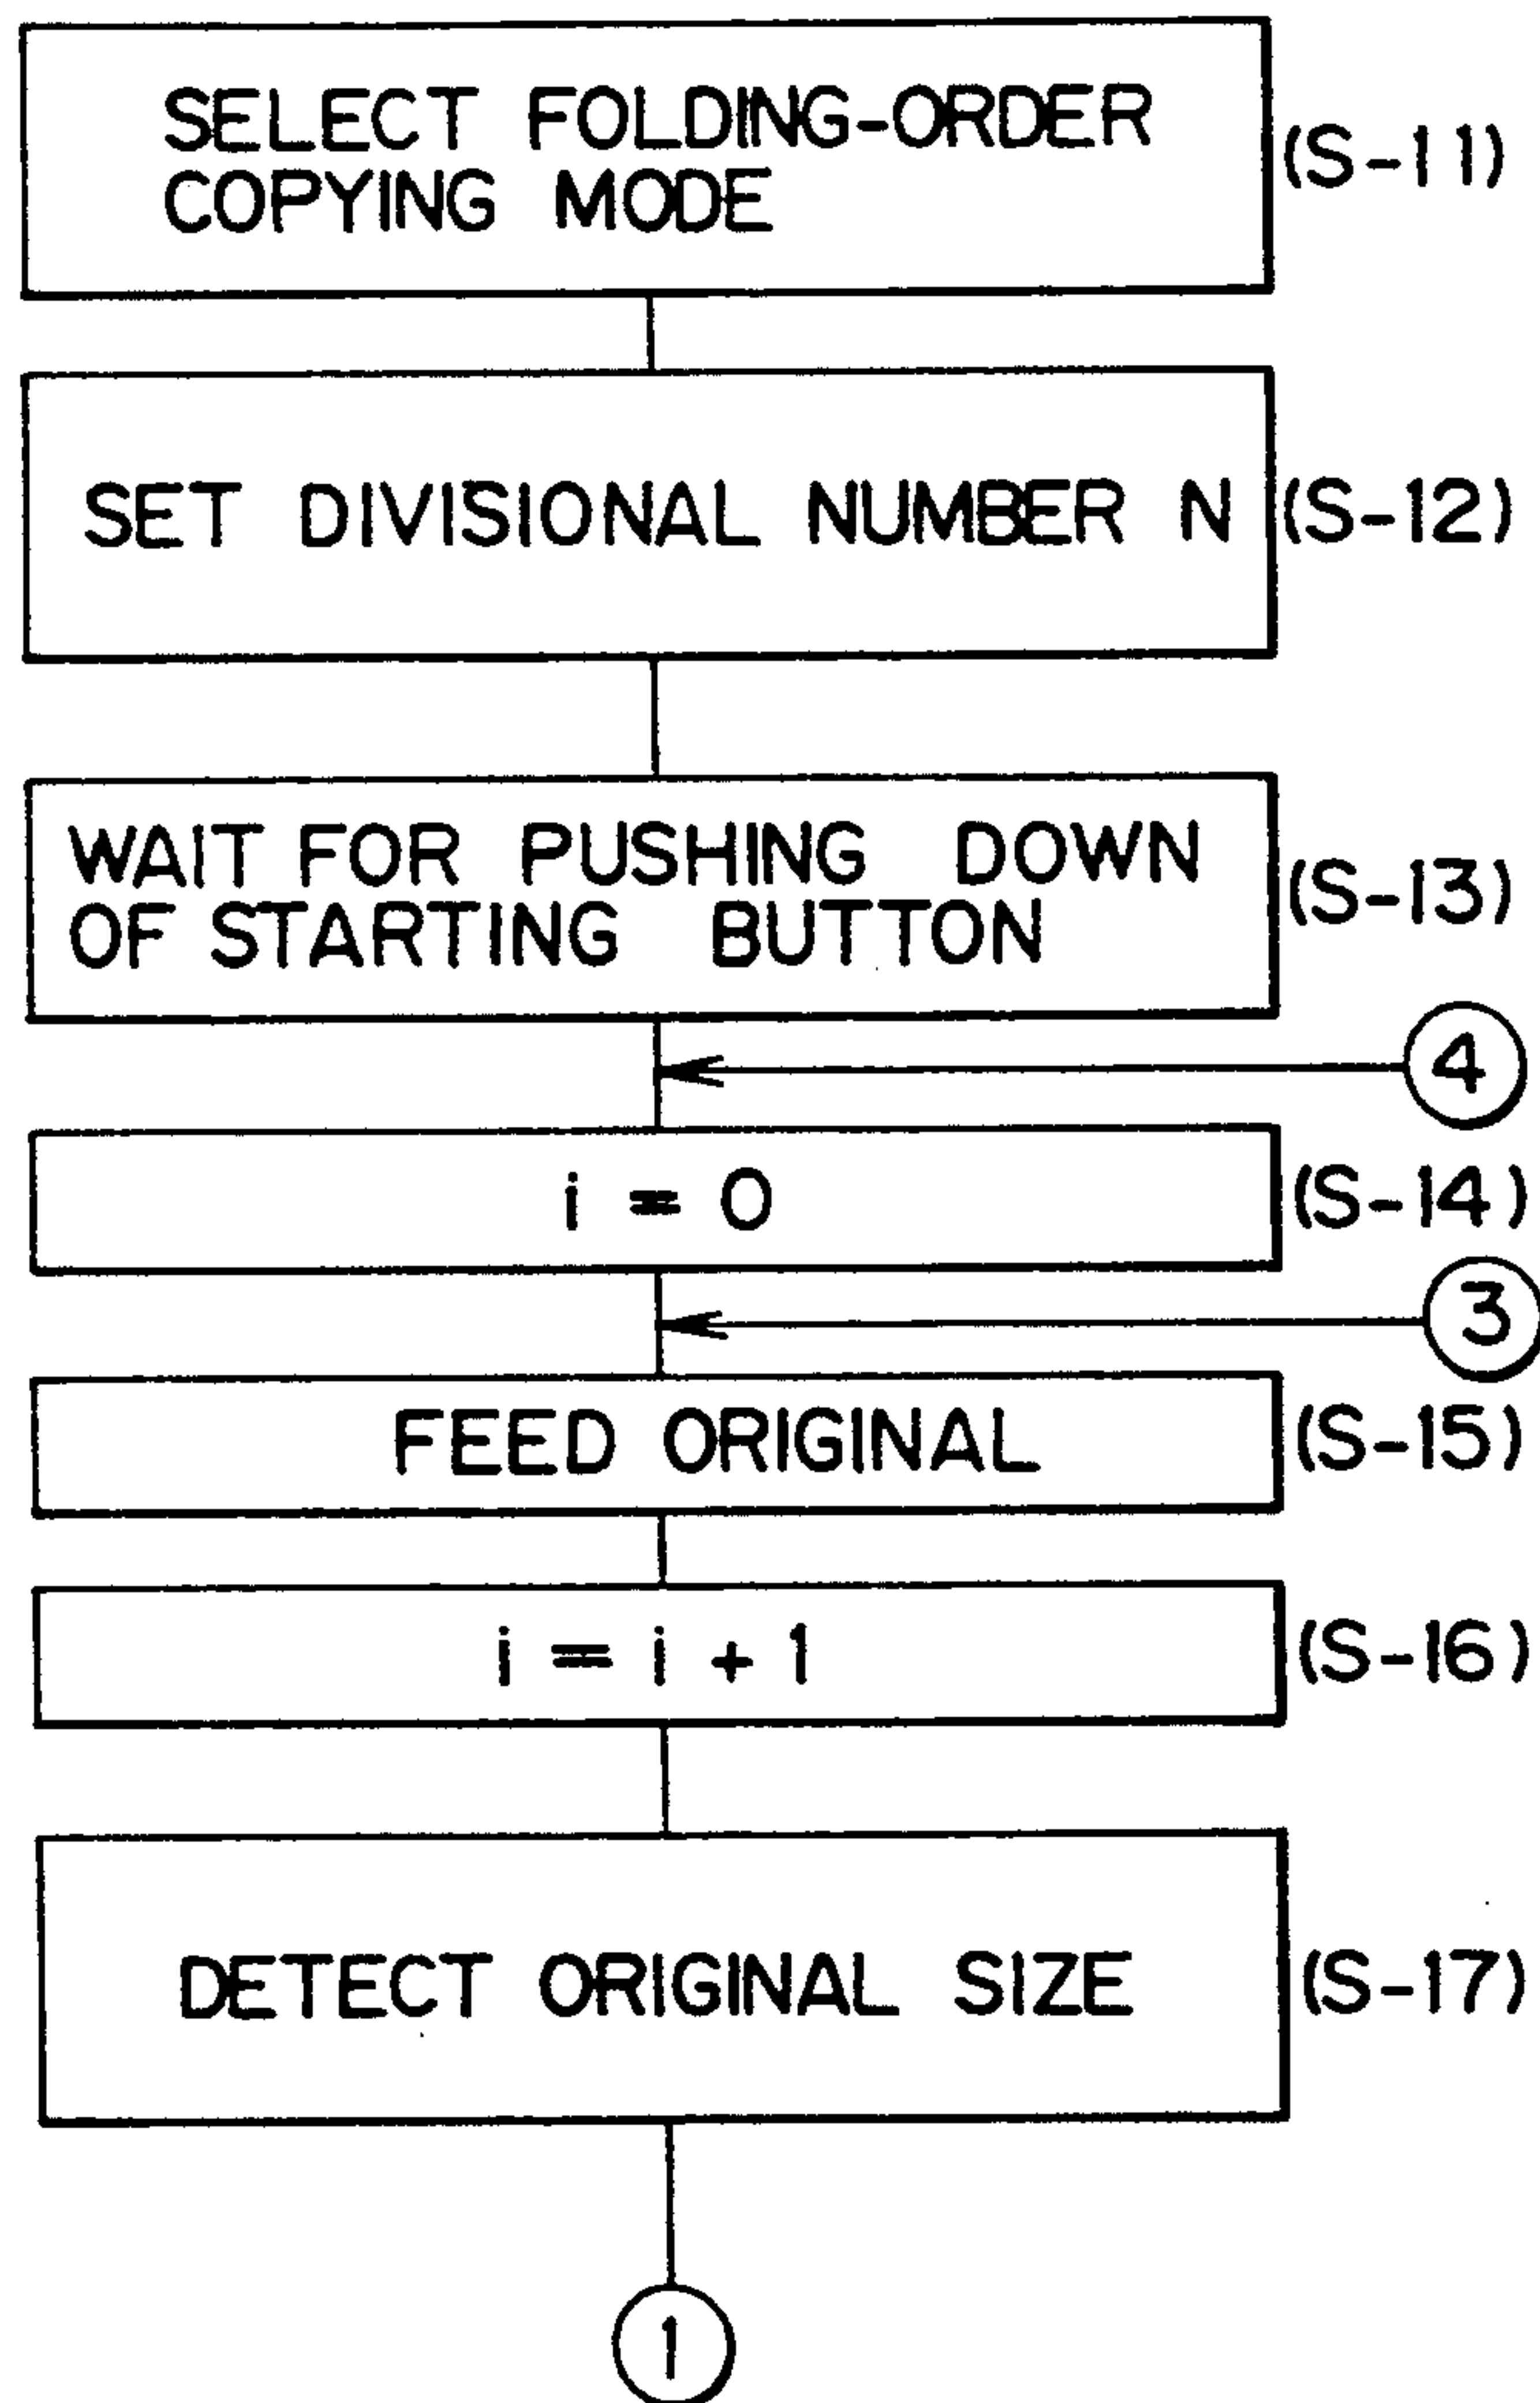 SELECT FOLDING-ORDER
COPYING MODE
(S-11)
SET DIVISIONAL NUMBER N
(S-12)
WAIT FOR PUSHING DOWN
OF STARTING BUTTON
(S-13)
4
i = 0
(S-14)
3
FEED ORIGINAL
(S-15)
i = i + 1
(S-16)
DETECT ORIGINAL SIZE
(S-17)
1